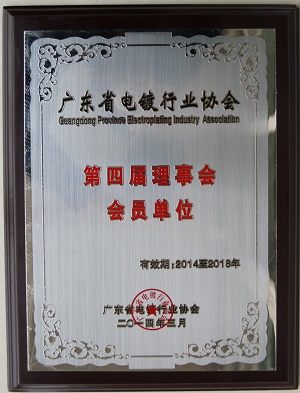 广东省电镀行业协会
Guangdong Province Electroplating Industry Association
第四届理事会
会员单位
有效期:2014至2018年
广东省电镀行业协会
二〇一四年三月